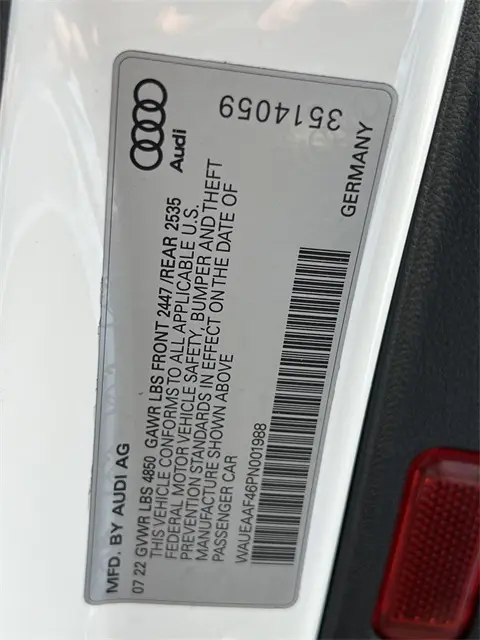 MFD. BY AUDI AG
Audi
07 22 GVWR LBS 4850 GAWR LBS FRONT 2447 /REAR 2535
THIS VEHICLE CONFORMS TO ALL APPLICABLE U.S.
FEDERAL MOTOR VEHICLE SAFETY, BUMPER AND THEFT
PREVENTION STANDARDS IN EFFECT ON THE DATE OF
MANUFACTURE SHOWN ABOVE
PASSENGER CAR
WAUEAAF46PN001988
GERMANY
3514059